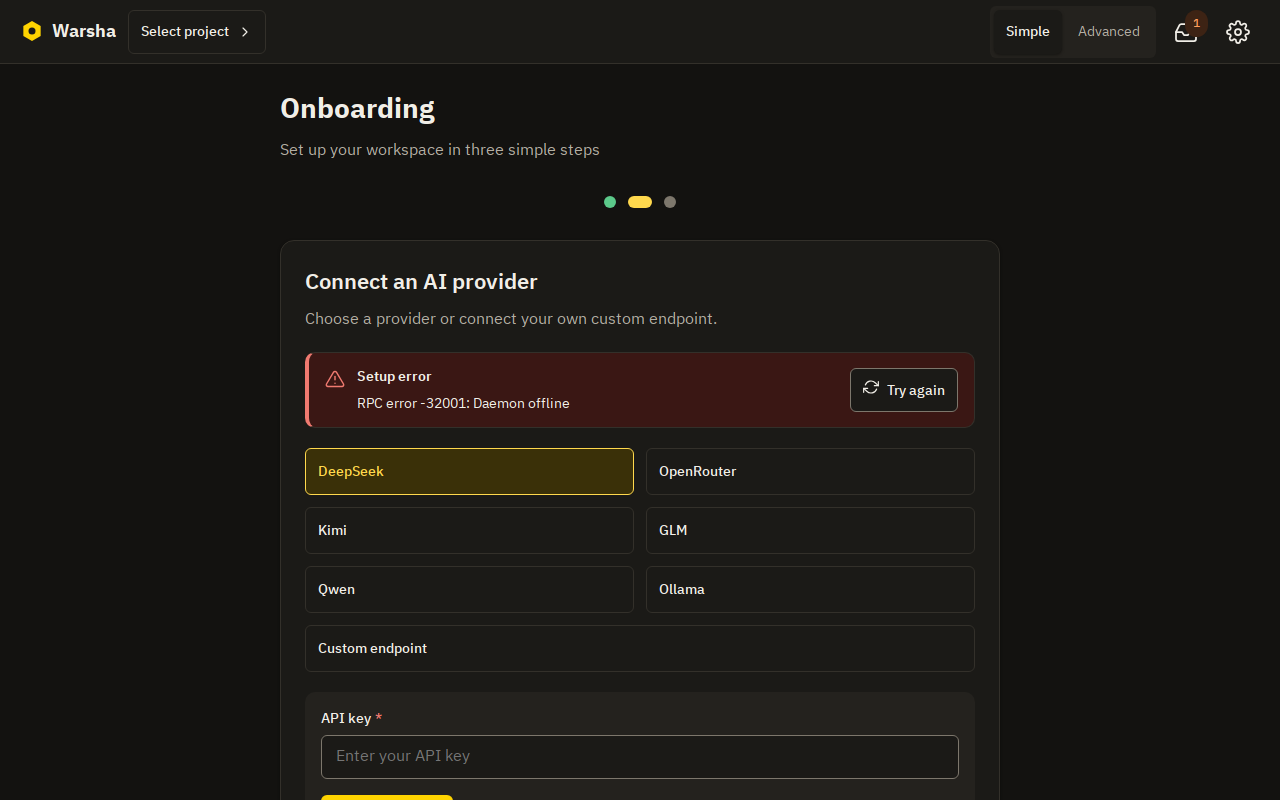 Warsha
Select project
Simple
Advanced
1
Onboarding
Set up your workspace in three simple steps
Connect an AI provider
Choose a provider or connect your own custom endpoint.
Setup error
RPC error -32001: Daemon offline
Try again
DeepSeek
OpenRouter
Kimi
GLM
Qwen
Ollama
Custom endpoint
API key *
Enter your API key